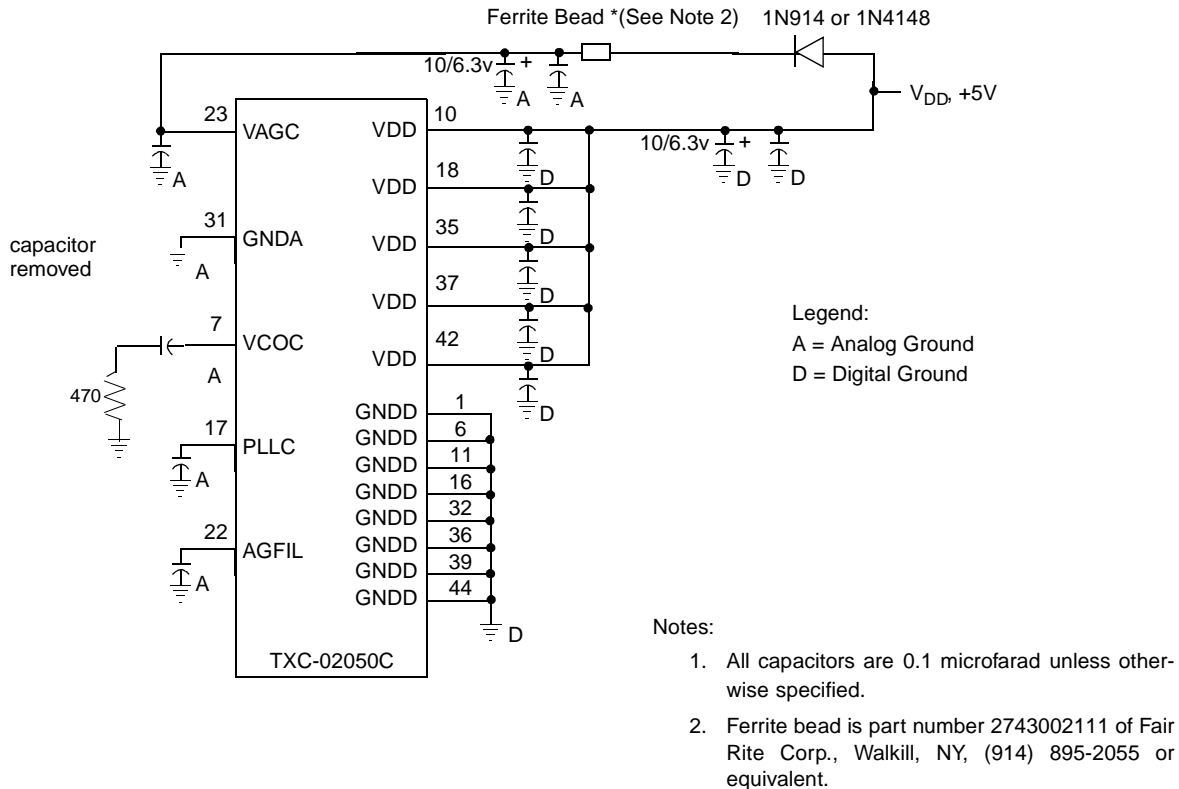 Ferrite Bead *(See Note 2) 1N914 or 1N4148
10/6.3v +
A A
VDD, +5V
23 VAGC VDD 10
10/6.3v +
A
D
D D
18
VDD
31 GNDA
D
35
VDD
capacitor
removed
A
D
37
VDD
D
7 VCOC
42
VDD
D
A
470
D
Legend:
A = Analog Ground
D = Digital Ground
GNDD 1
GNDD 6
17 PLLC
GNDD 11
A
GNDD 16
GNDD 32
22 AGFIL
GNDD 36
A
GNDD 39
GNDD 44
D
TXC-02050C
Notes:
1. All capacitors are 0.1 microfarad unless other-
wise specified.
2. Ferrite bead is part number 2743002111 of Fair
Rite Corp., Walkill, NY, (914) 895-2055 or
equivalent.